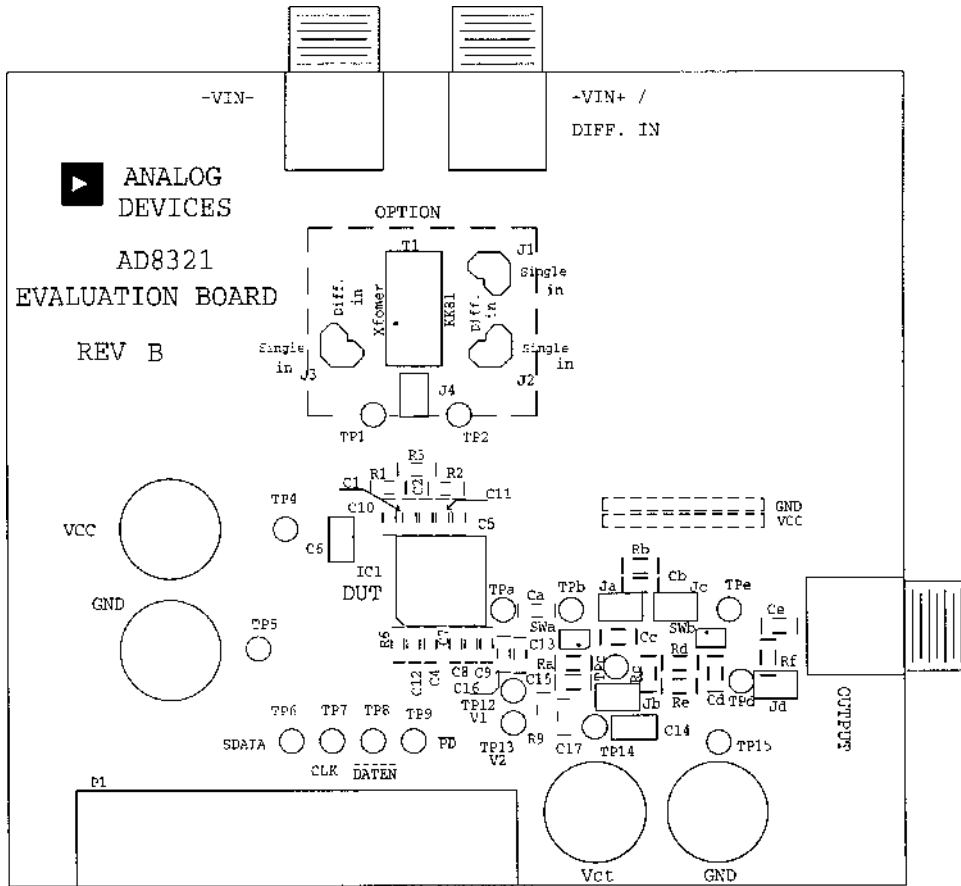 -VIN-
-VIN+ /
DIFF. IN
ANALOG
DEVICES
AD8321
EVALUATION BOARD
REV B
OPTION
T1
J1
Single
in
Diff.
in
Xfomer
KK81
Diff.
in
Single
in
J3
Single
in
J2
J4
TP1
TP2
R3
R1
C2
R2
C1
C11
C10
C5
TP4
VCC
C6
IC1
DUT
GND
VCC
GND
TP5
Rb
Cb
TPa
Ca
TPb
Ja
Jc
TPe
Ce
SWa
Cc
SWb
R6
C7
C13
Ra
TPc
Rc
Rd
Rf
C12
C4
C8
C9
C15
C16
Re
Cd
TPd
Jd
TP12
V1
Jb
TP6
TP7
TP8
TP9
SDATA
PD
CLK
DATEN
TP13
V2
R9
C17
TP14
C14
TP15
OUTPUT
P1
Vct
GND